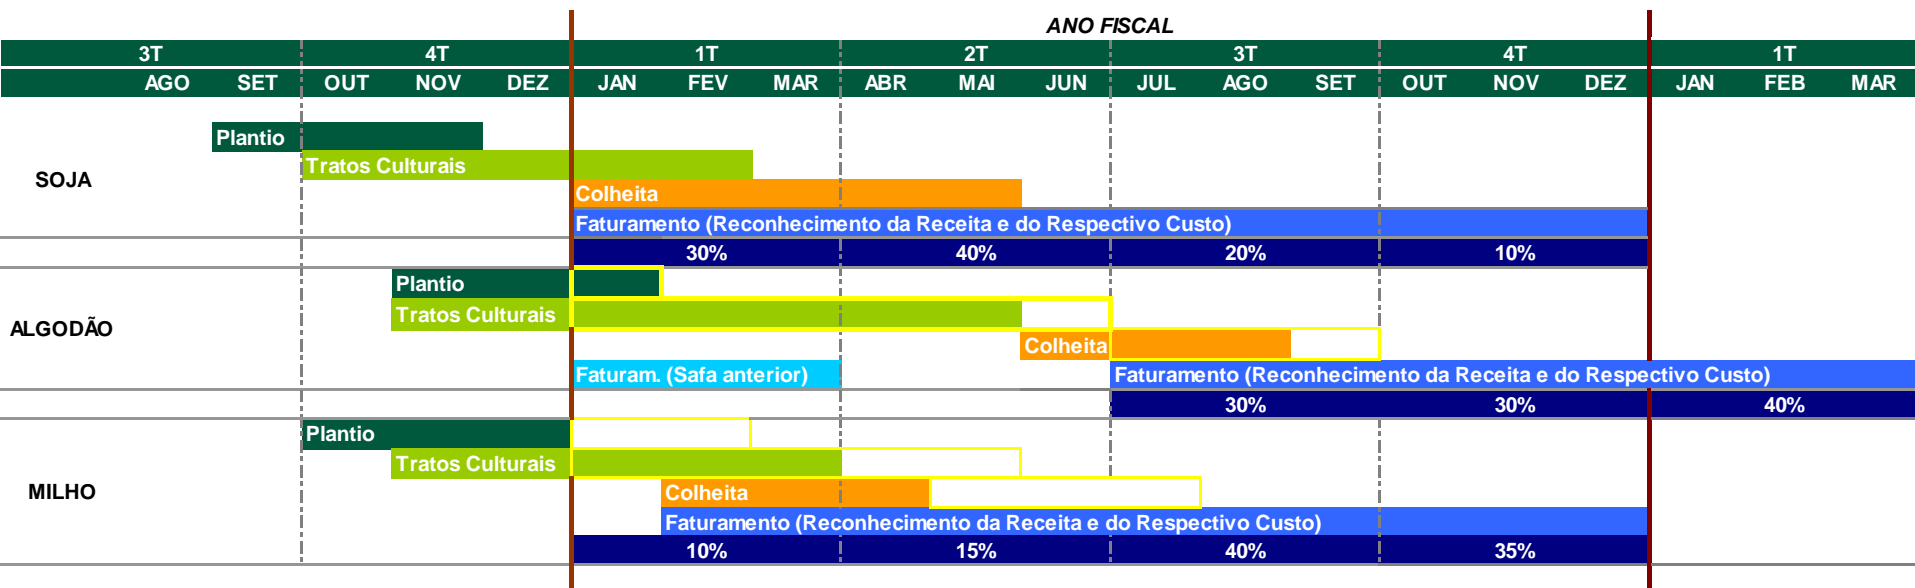 ANO FISCAL
3T 4T 1T 2T 3T 4T 1T
AGO SET OUT NOV DEZ JAN FEV MAR ABR MAI JUN JUL AGO SET OUT NOV DEZ JAN FEB MAR
Plantio
Tratos Culturais
SOJA
Colheita
Faturamento (Reconhecimento da Receita e do Respectivo Custo)
30% 40% 20% 10%
Plantio
Tratos Culturais
ALGODÃO
Colheita
Faturam. (Safa anterior) Faturamento (Reconhecimento da Receita e do Respectivo Custo)
30% 30% 40%
Plantio
Tratos Culturais
MILHO
Colheita
Faturamento (Reconhecimento da Receita e do Respectivo Custo)
10% 15% 40% 35%